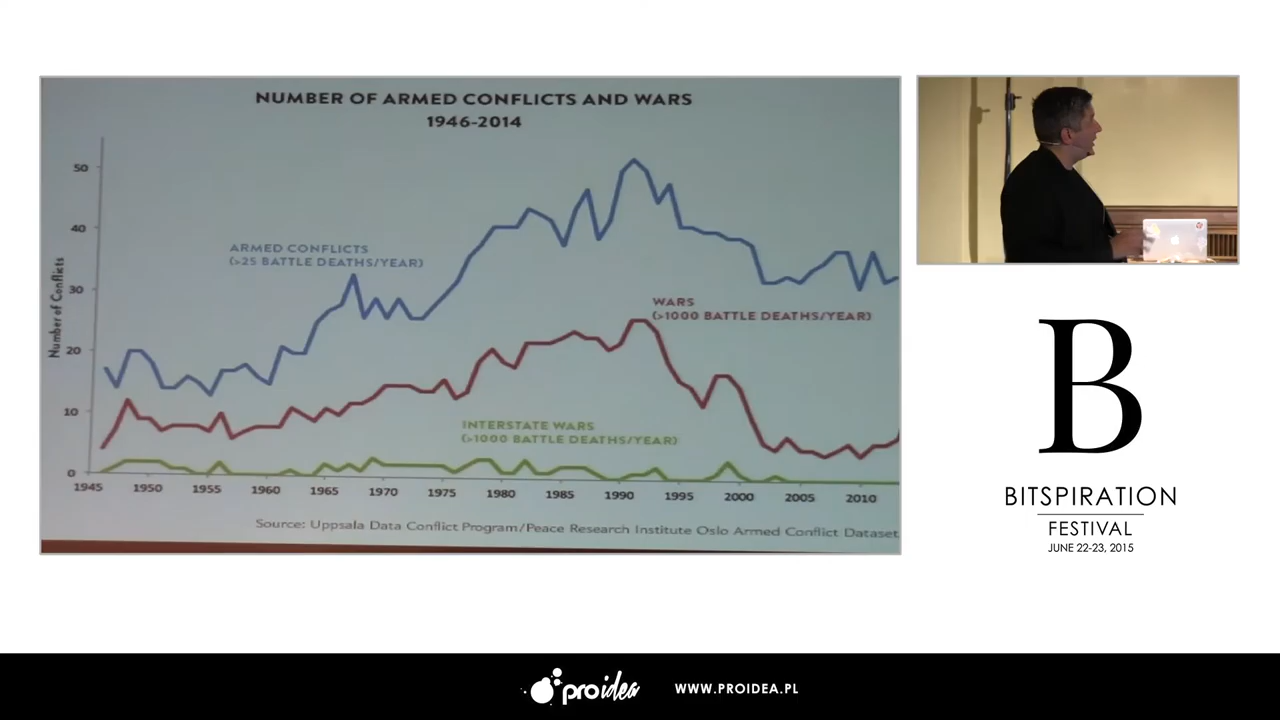 NUMBER OF ARMED CONFLICTS AND WARS
1946-2014
50
40
30
20
10
0
Number of Conflicts
ARMED CONFLICTS
(>25 BATTLE DEATHS/YEAR)
WARS
(>1000 BATTLE DEATHS/YEAR)
INTERSTATE WARS
(>1000 BATTLE DEATHS/YEAR)
1945 1950 1955 1960 1965 1970 1975 1980 1985 1990 1995 2000 2005 2010
Source: Uppsala Data Conflict Program/Peace Research Institute Oslo Armed Conflict Dataset
B
BITSPIRATION
FESTIVAL
JUNE 22-23, 2015
proidea
WWW.PROIDEA.PL